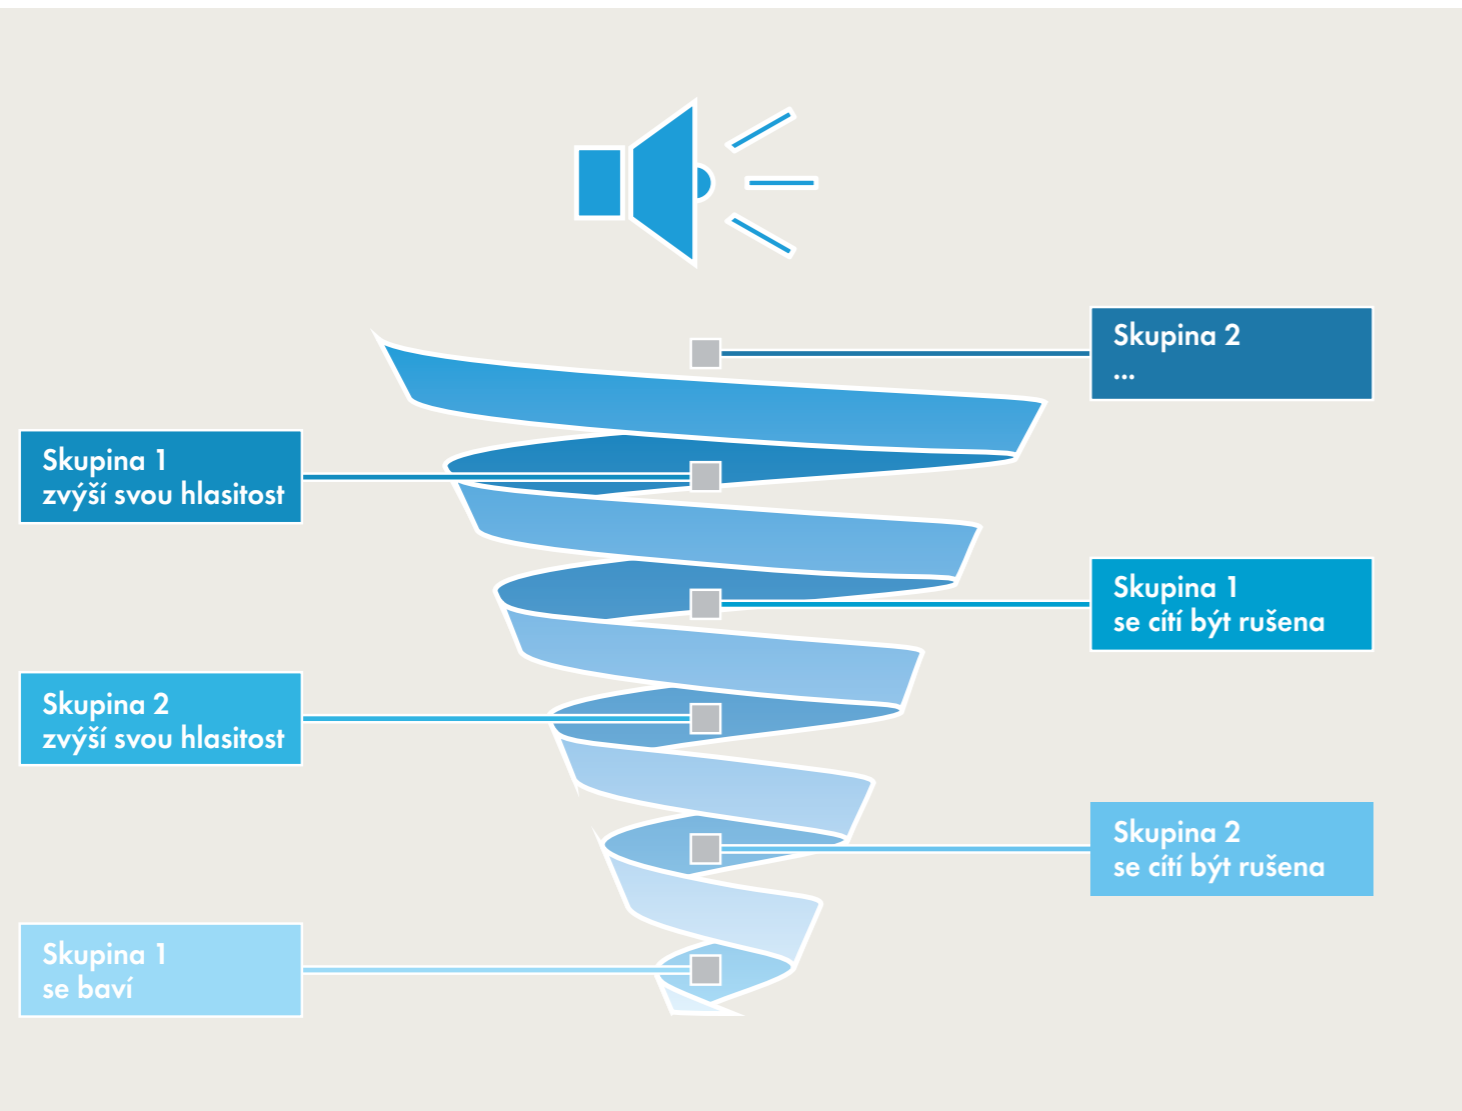 Skupina 2
...
Skupina 1
zvýší svou hlasitost
Skupina 1
se cítí být rušena
Skupina 2
zvýší svou hlasitost
Skupina 2
se cítí být rušena
Skupina 1
se baví